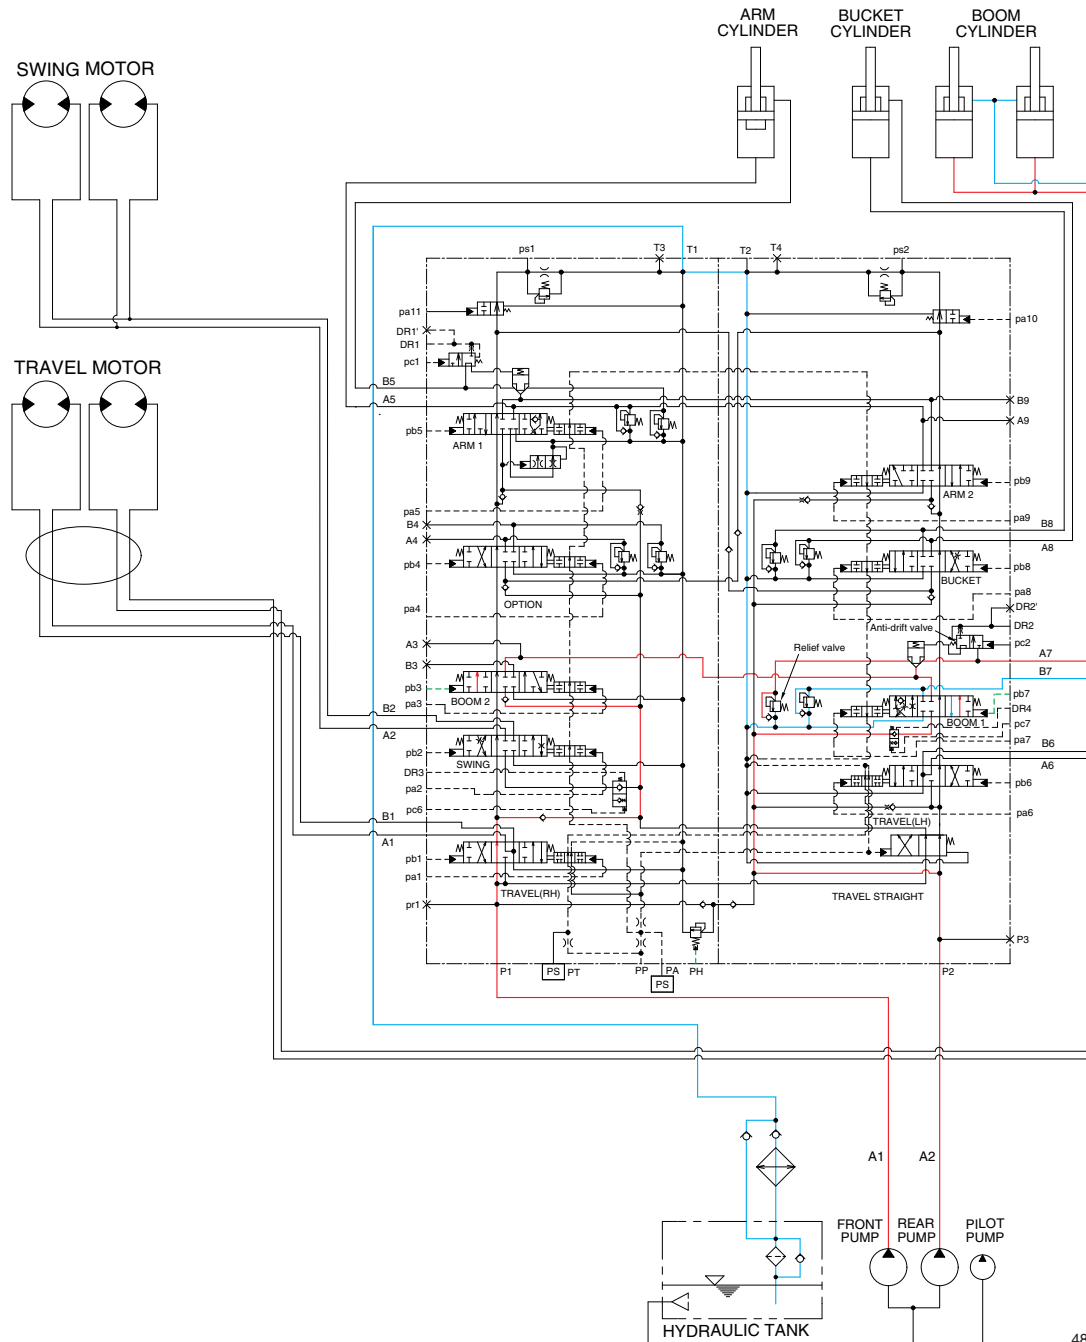 ARM
CYLINDER
BUCKET
CYLINDER
BOOM
CYLINDER
SWING MOTOR
TRAVEL MOTOR
ps1
T3
T1
T2
T4
ps2
pa11
DR1'
DR1
pc1
B5
A5
pb5
ARM 1
pa5
B4
A4
pb4
OPTION
pa4
A3
B3
pb3
pa3
BOOM 2
B2
A2
pb2
SWING
DR3
pa2
pc6
B1
A1
pb1
pa1
TRAVEL(RH)
pr1
pa10
B9
A9
pb9
ARM 2
pa9
B8
A8
pb8
BUCKET
pa8
DR2'
Anti-drift valve
DR2
pc2
Relief valve
A7
B7
pb7
DR4
BOOM 1
pc7
pa7
B6
A6
pb6
pa6
TRAVEL(LH)
TRAVEL STRAIGHT
P3
P1
PS
PT
PP
PA
PS
PH
P2
A1
A2
FRONT
PUMP
REAR
PUMP
PILOT
PUMP
HYDRAULIC TANK
48